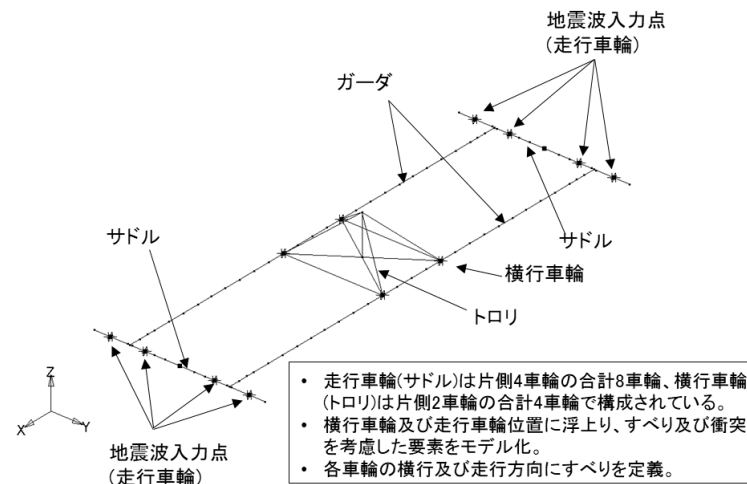 地震波入力点
(走行車輪)
ガーダ
サドル
サドル
横行車輪
トロリ
Z
X
Y
地震波入力点
(走行車輪)
• 走行車輪(サドル)は片側4車輪の合計8車輪、横行車輪
(トロリ)は片側2車輪の合計4車輪で構成されている。
• 横行車輪及び走行車輪位置に浮上り、すべり及び衝突
を考慮した要素をモデル化。
• 各車輪の横行及び走行方向にすべりを定義。